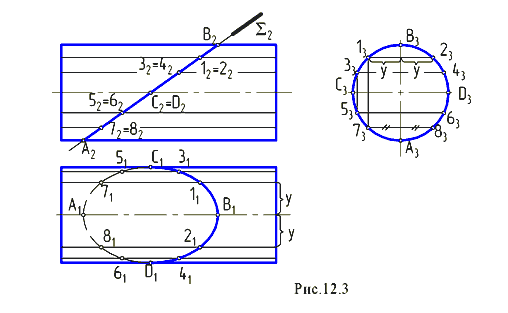 B₂
Σ₂
3₂=4₂
1₂=2₂
5₂=6₂
C₂=D₂
7₂=8₂
A₂
B₃
1₃
2₃
y
y
3₃
4₃
C₃
D₃
5₃
6₃
7₃
8₃
A₃
5₁
C₁
3₁
7₁
1₁
A₁
B₁
y
y
8₁
2₁
6₁
D₁
4₁
Рис.12.3